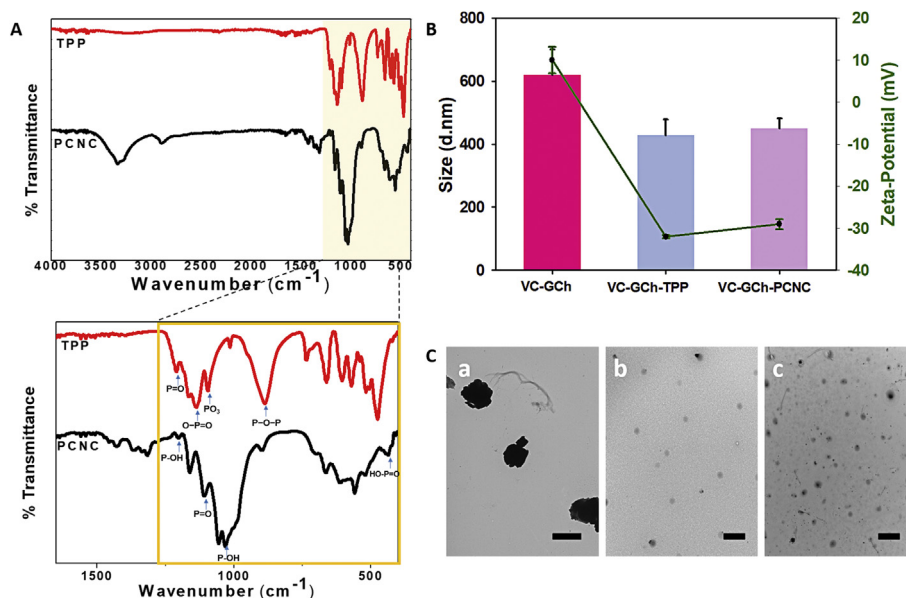 A
TPP
PCNC
% Transmittance
4000 3500 3000 2500 2000 1500 1000 500
Wavenumber (cm-1)
TPP
P=O
O-P=O
PO3
P-O-P
PCNC
P-OH
P=O
P-OH
HO-P=O
% Transmittance
1500 1000 500
Wavenumber (cm-1)
B
800
600
400
200
0
Size (d.nm)
20
10
0
-10
-20
-30
-40
Zeta-Potential (mV)
VC-GCh VC-GCh-TPP VC-GCh-PCNC
C
a b c